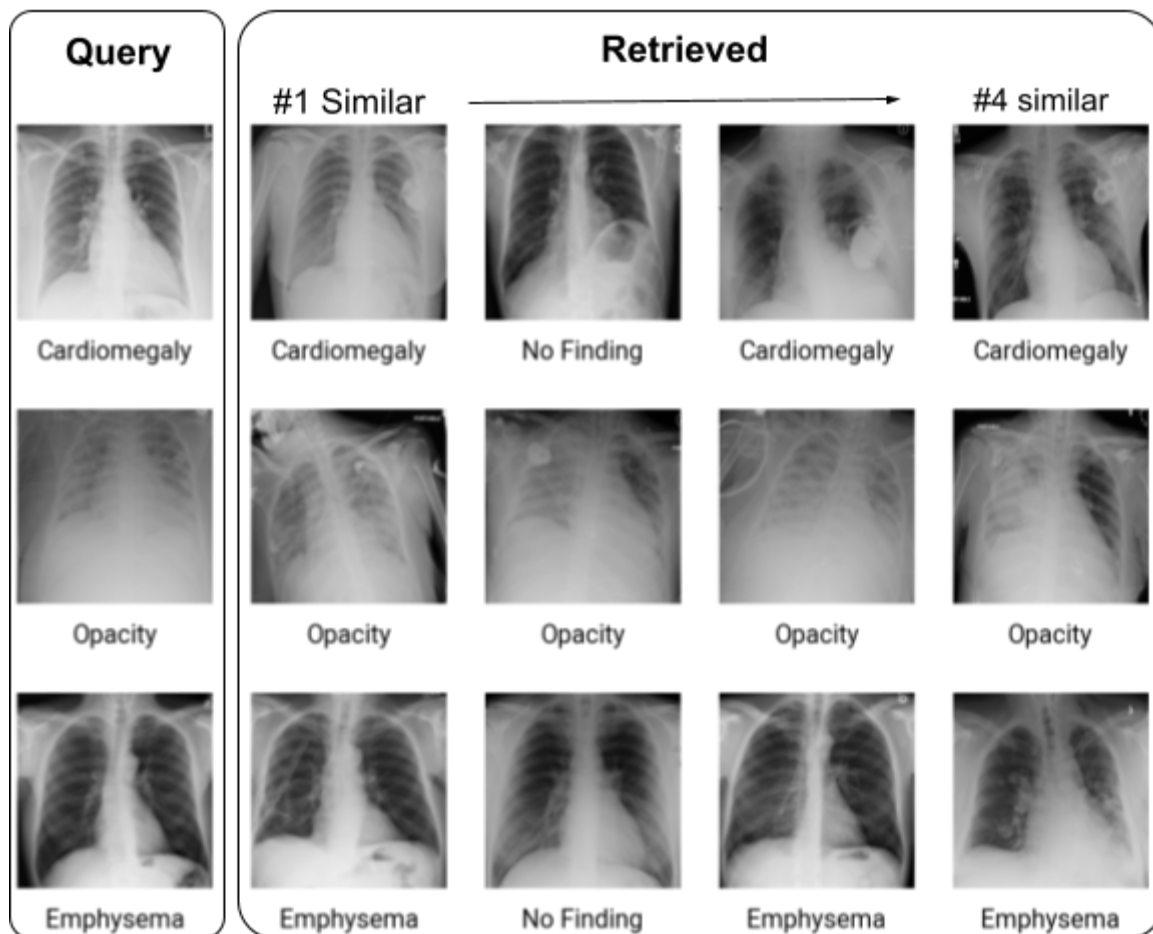 Query
Retrieved
#1 Similar
#4 similar
Cardiomegaly
Cardiomegaly
No Finding
Cardiomegaly
Cardiomegaly
Opacity
Opacity
Opacity
Opacity
Opacity
Emphysema
Emphysema
No Finding
Emphysema
Emphysema